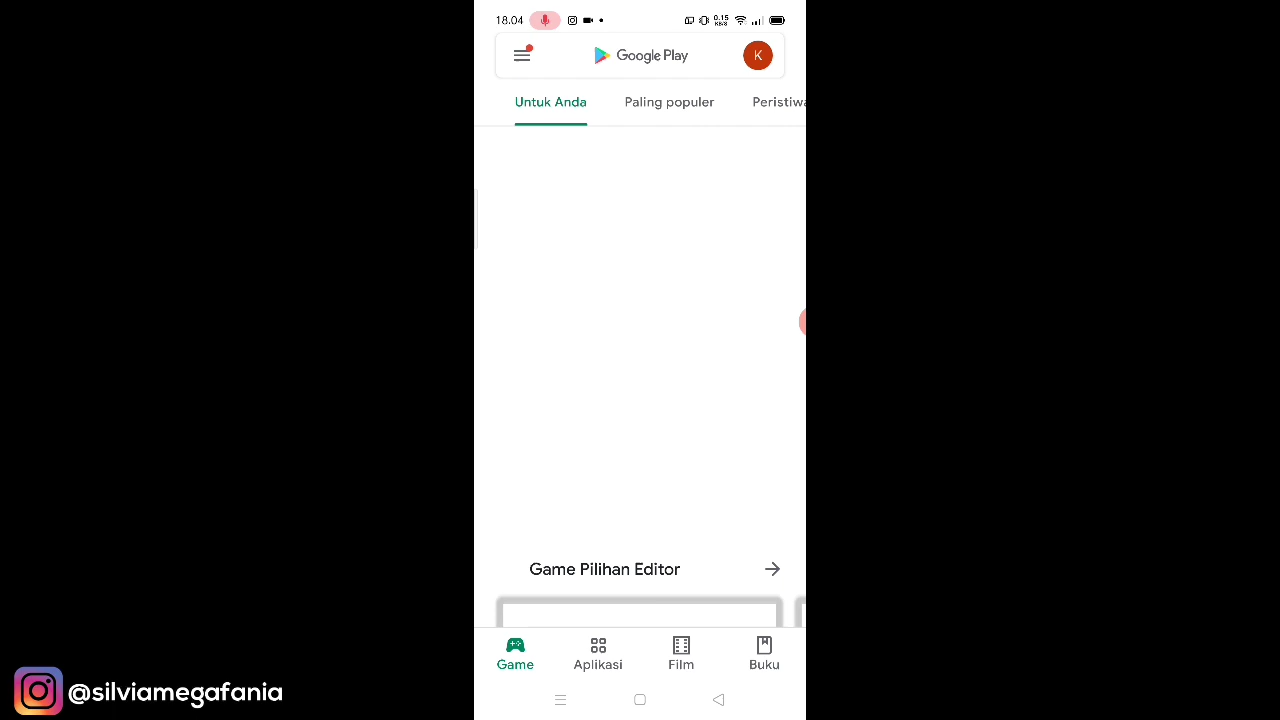 18.04
0.15
KB/S
Google Play
K
Untuk Anda
Paling populer
Peristiwa
Game Pilihan Editor
Game
Aplikasi
Film
Buku
@silviamegafania